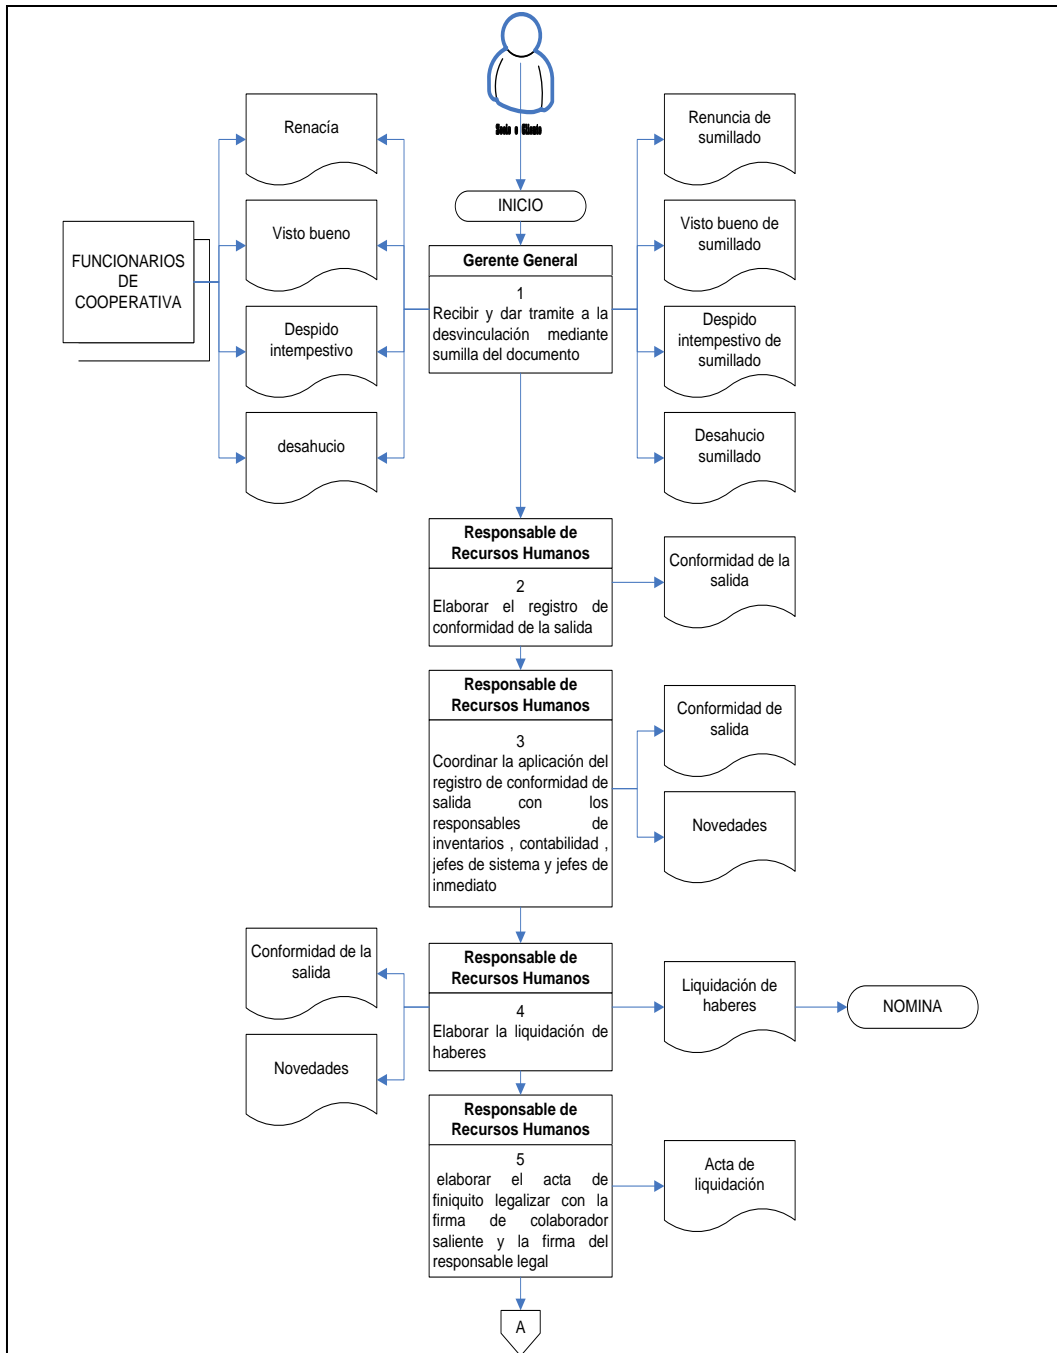 Socio o Cliente
INICIO
Renacía
Visto bueno
Despido
intempestivo
desahucio
FUNCIONARIOS
DE
COOPERATIVA
Gerente General
1
Recibir y dar tramite a la
desvinculación mediante
sumilla del documento
Renuncia de
sumillado
Visto bueno de
sumillado
Despido
intempestivo de
sumillado
Desahucio
sumillado
Responsable de
Recursos Humanos
2
Elaborar el registro de
conformidad de la salida
Conformidad de la
salida
Responsable de
Recursos Humanos
3
Coordinar la aplicación del
registro de conformidad de
salida con los
responsables de
inventarios , contabilidad ,
jefes de sistema y jefes de
inmediato
Conformidad de
salida
Novedades
Conformidad de la
salida
Novedades
Responsable de
Recursos Humanos
4
Elaborar la liquidación de
haberes
Liquidación de
haberes
NOMINA
Responsable de
Recursos Humanos
5
elaborar el acta de
finiquito legalizar con la
firma de colaborador
saliente y la firma del
responsable legal
Acta de
liquidación
A